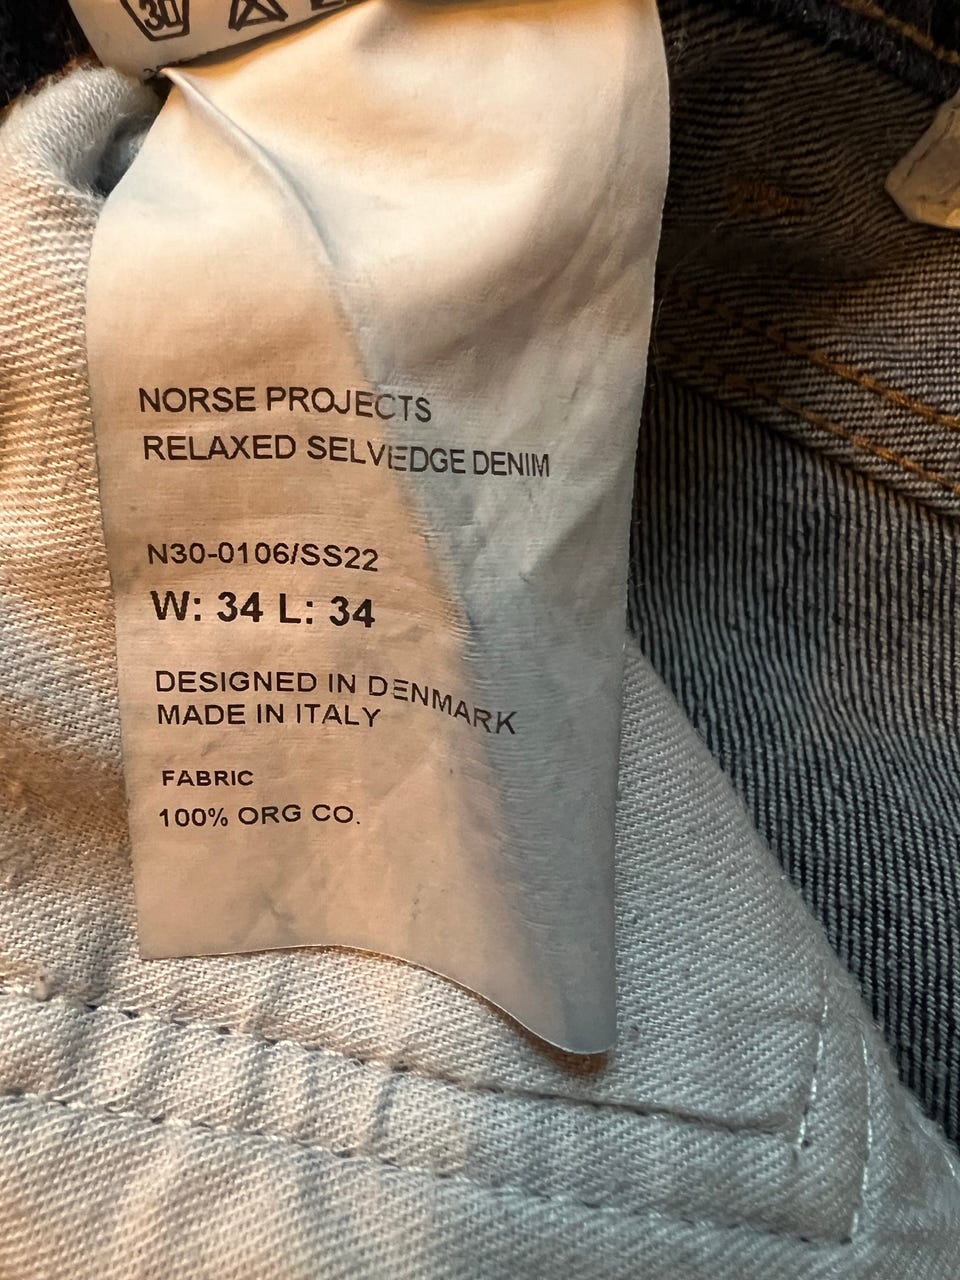 30
NORSE PROJECTS
RELAXED SELVEDGE DENIM
N30-0106/SS22
W: 34 L: 34
DESIGNED IN DENMARK
MADE IN ITALY
FABRIC
100% ORG CO.